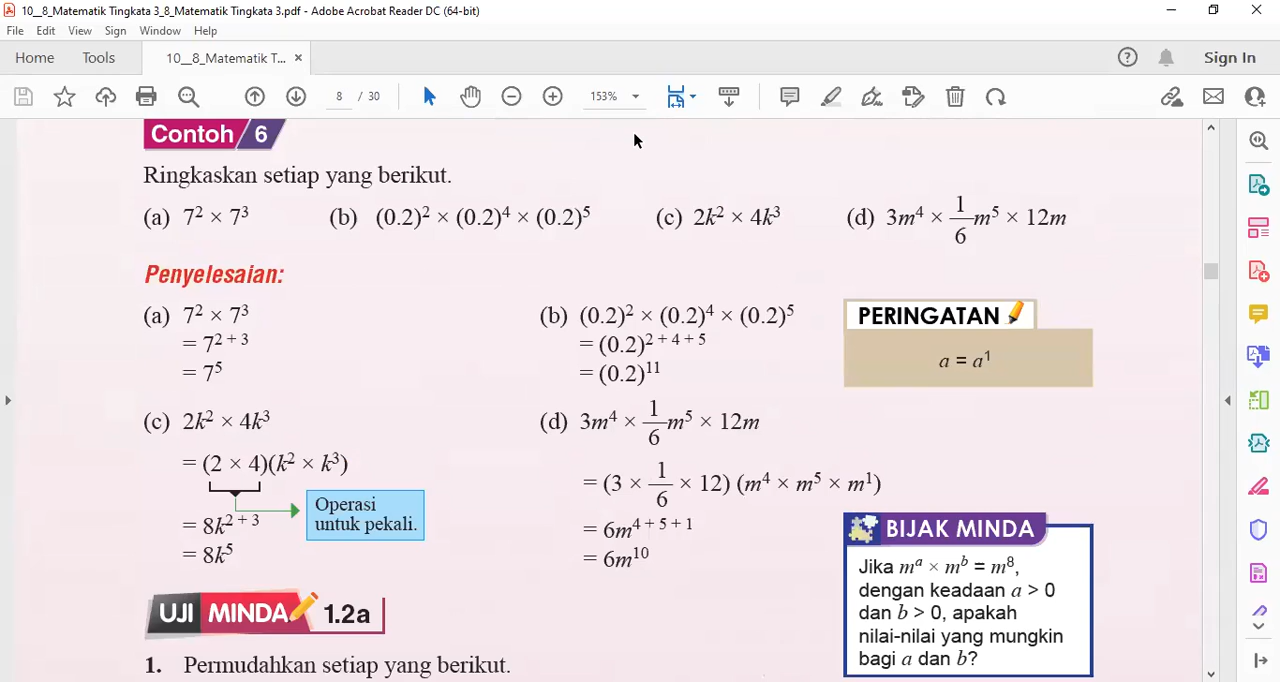 10__8_Matematik Tingkata 3_8_Matematik Tingkata 3.pdf - Adobe Acrobat Reader DC (64-bit)
File Edit View Sign Window Help
Home Tools 10__8_Matematik T... × Sign In
8 / 30 153%
Contoh 6
Ringkaskan setiap yang berikut.
(a) 7² × 7³ (b) (0.2)² × (0.2)⁴ × (0.2)⁵ (c) 2k² × 4k³ (d) 3m⁴ × 1/6 m⁵ × 12m
Penyelesaian:
(a) 7² × 7³
= 7²⁺³
= 7⁵
(b) (0.2)² × (0.2)⁴ × (0.2)⁵
= (0.2)²⁺⁴⁺⁵
= (0.2)¹¹
PERINGATAN
a = a¹
(c) 2k² × 4k³
= (2 × 4)(k² × k³)
Operasi
untuk pekali.
= 8k²⁺³
= 8k⁵
(d) 3m⁴ × 1/6 m⁵ × 12m
= (3 × 1/6 × 12) (m⁴ × m⁵ × m¹)
= 6m⁴⁺⁵⁺¹
= 6m¹⁰
BIJAK MINDA
Jika mᵃ × mᵇ = m⁸,
dengan keadaan a > 0
dan b > 0, apakah
nilai-nilai yang mungkin
bagi a dan b?
UJI MINDA 1.2a
1. Permudahkan setiap yang berikut.